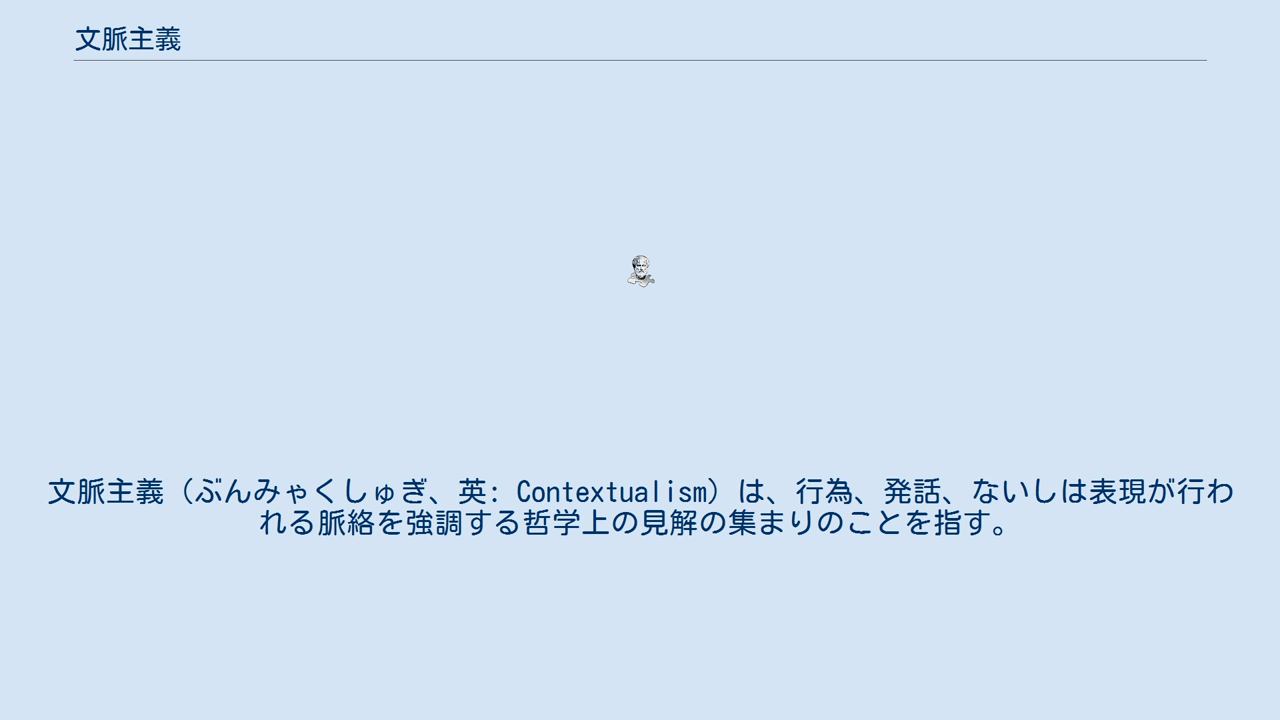 文脈主義
文脈主義（ぶんみゃくしゅぎ、英: Contextualism）は、行為、発話、ないしは表現が行わ
れる脈絡を強調する哲学上の見解の集まりのことを指す。